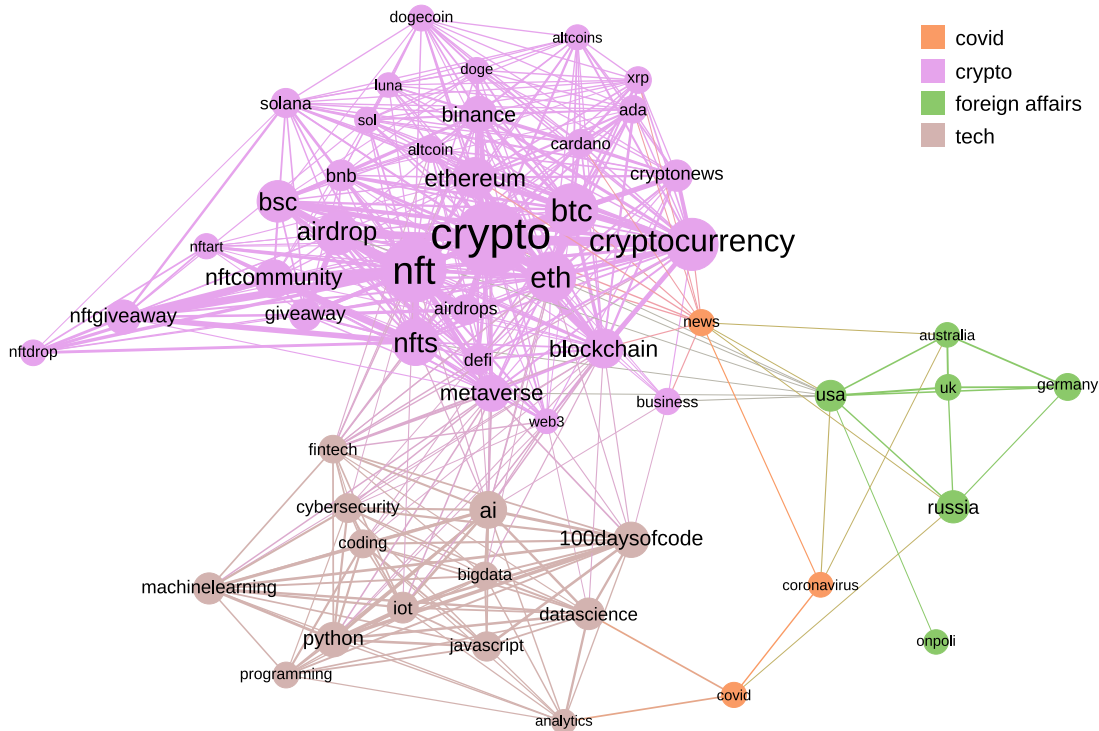 dogecoin
altcoins
covid
crypto
foreign affairs
tech
doge
luna
xrp
solana
binance
ada
sol
altcoin
cardano
bnb
ethereum
cryptonews
bsc
btc
airdrop
crypto
cryptocurrency
nftart
nft
nftcommunity
eth
nftgiveaway
giveaway
airdrops
news
australia
nftdrop
nfts
defi
blockchain
metaverse
business
usa
uk
germany
web3
fintech
cybersecurity
ai
russia
coding
100daysofcode
machinelearning
bigdata
coronavirus
iot
datascience
python
javascript
onpoli
programming
covid
analytics